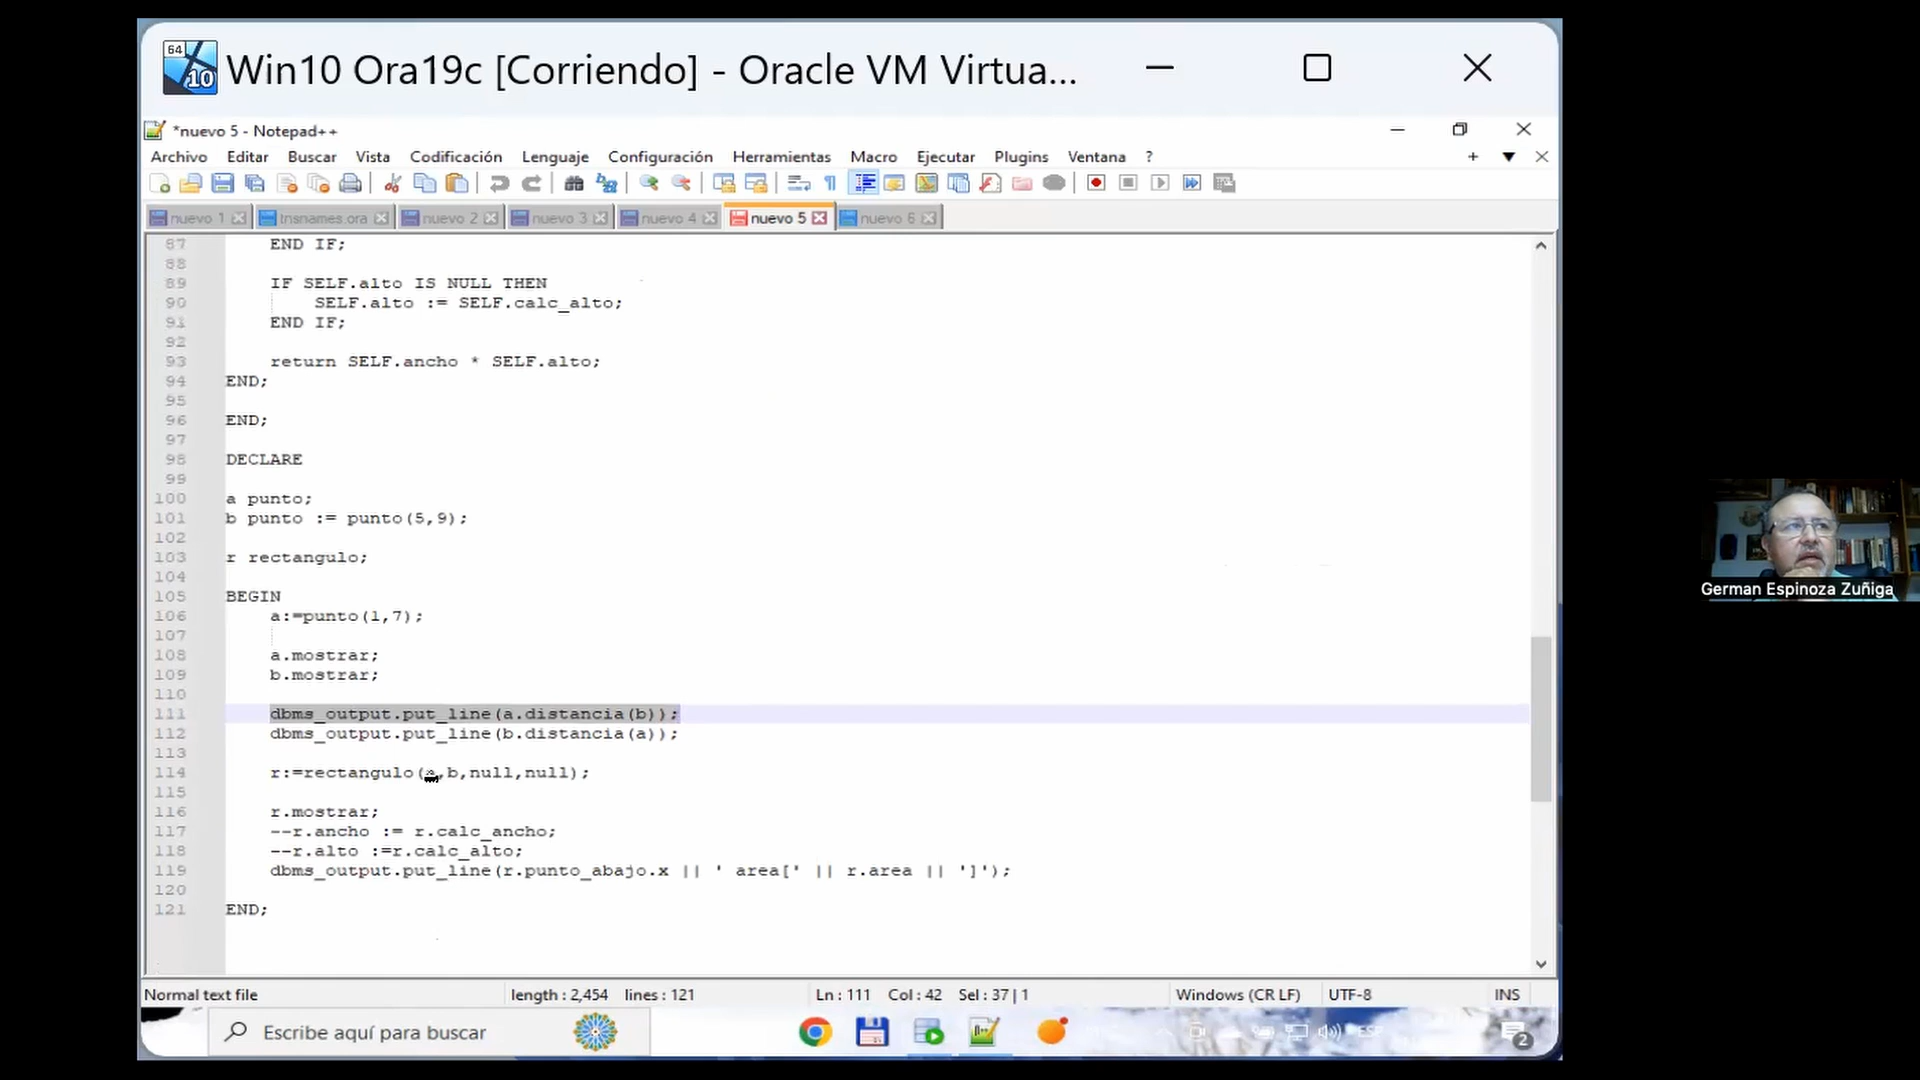 64
10
Win10 Ora19c [Corriendo] - Oracle VM Virtua...
*nuevo 5 - Notepad++
Archivo Editar Buscar Vista Codificación Lenguaje Configuración Herramientas Macro Ejecutar Plugins Ventana ?
nuevo 1 tnsnames.ora nuevo 2 nuevo 3 nuevo 4 nuevo 5 nuevo 6
87 END IF;
88
89 IF SELF.alto IS NULL THEN
90 SELF.alto := SELF.calc_alto;
91 END IF;
92
93 return SELF.ancho * SELF.alto;
94 END;
95
96 END;
97
98 DECLARE
99
100 a punto;
101 b punto := punto(5,9);
102
103 r rectangulo;
104
105 BEGIN
106 a:=punto(1,7);
107
108 a.mostrar;
109 b.mostrar;
110
111 dbms_output.put_line(a.distancia(b));
112 dbms_output.put_line(b.distancia(a));
113
114 r:=rectangulo(a,b,null,null);
115
116 r.mostrar;
117 --r.ancho := r.calc_ancho;
118 --r.alto :=r.calc_alto;
119 dbms_output.put_line(r.punto_abajo.x || ' area[' || r.area || ']');
120
121 END;
Normal text file length : 2,454 lines : 121 Ln : 111 Col : 42 Sel : 37 | 1 Windows (CR LF) UTF-8 INS
Escribe aquí para buscar
ESP
2
German Espinoza Zuñiga